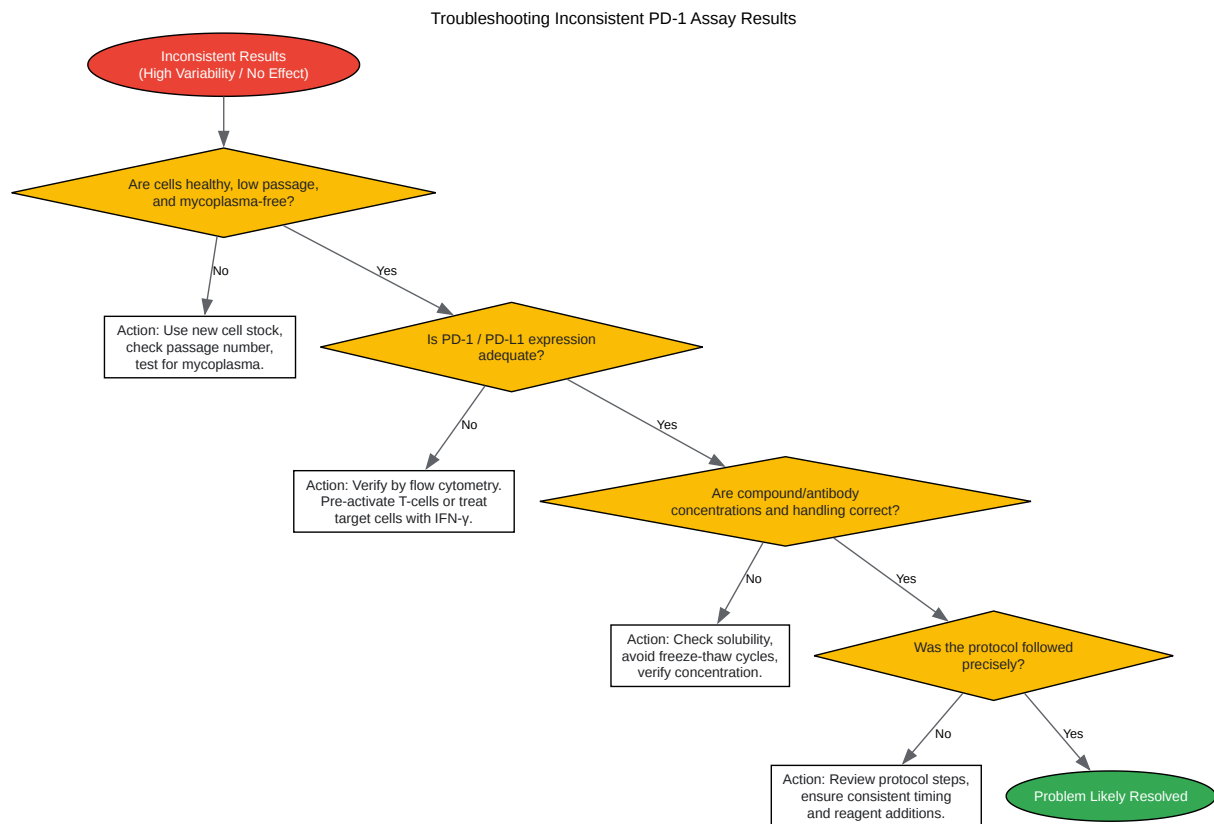 Troubleshooting Inconsistent PD-1 Assay Results
Inconsistent Results
(High Variability / No Effect)
Are cells healthy, low passage,
and mycoplasma-free?
No
Yes
Action: Use new cell stock,
check passage number,
test for mycoplasma.
Is PD-1 / PD-L1 expression
adequate?
No
Yes
Action: Verify by flow cytometry.
Pre-activate T-cells or treat
target cells with IFN-γ.
Are compound/antibody
concentrations and handling correct?
No
Yes
Action: Check solubility,
avoid freeze-thaw cycles,
verify concentration.
Was the protocol followed
precisely?
No
Yes
Action: Review protocol steps,
ensure consistent timing
and reagent additions.
Problem Likely Resolved